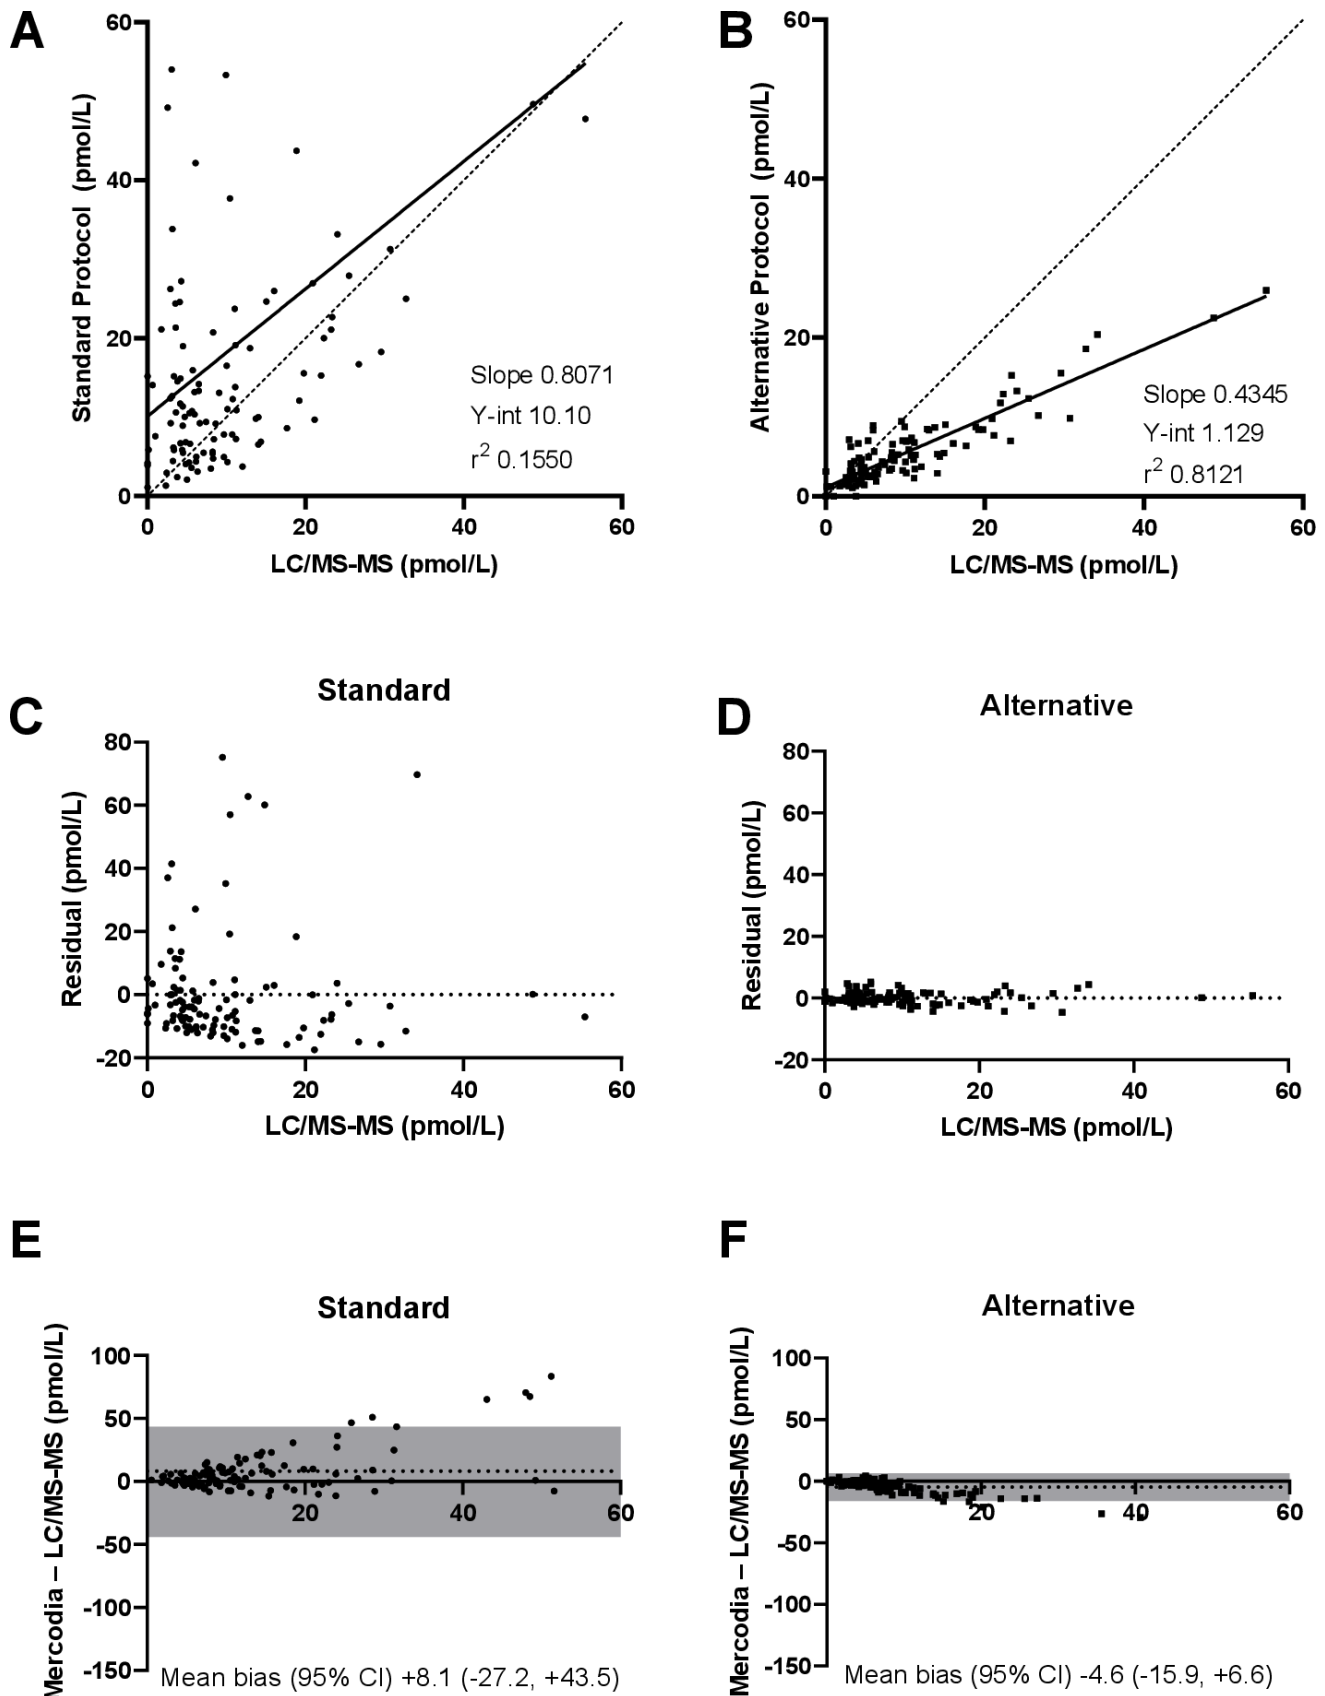 A
60
40
20
0
0 20 40 60
Standard Protocol (pmol/L)
LC/MS-MS (pmol/L)
Slope 0.8071
Y-int 10.10
r² 0.1550
B
60
40
20
0
0 20 40 60
Alternative Protocol (pmol/L)
LC/MS-MS (pmol/L)
Slope 0.4345
Y-int 1.129
r² 0.8121
C
Standard
80
60
40
20
0
-20
0 20 40 60
Residual (pmol/L)
LC/MS-MS (pmol/L)
D
Alternative
80
60
40
20
0
-20
0 20 40 60
Residual (pmol/L)
LC/MS-MS (pmol/L)
E
Standard
100
50
0
-50
-100
-150
20 40 60
Mercodia – LC/MS-MS (pmol/L)
Mean bias (95% CI) +8.1 (-27.2, +43.5)
F
Alternative
100
50
0
-50
-100
-150
20 40 60
Mercodia – LC/MS-MS (pmol/L)
Mean bias (95% CI) -4.6 (-15.9, +6.6)